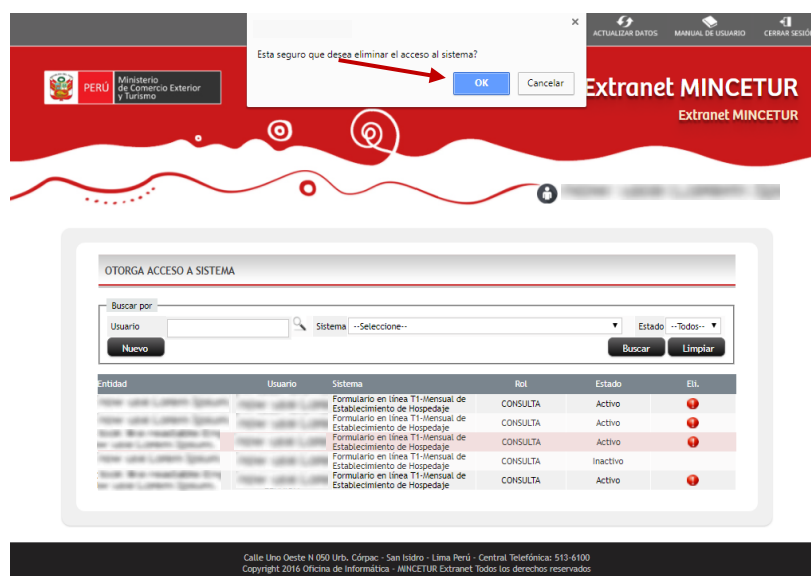 ACTUALIZAR DATOS MANUAL DE USUARIO CERRAR SESIÓN
Esta seguro que desea eliminar el acceso al sistema?
OK Cancelar
PERÚ Ministerio
de Comercio Exterior
y Turismo
Extranet MINCETUR
Extranet MINCETUR
OTORGA ACCESO A SISTEMA
Buscar por
Usuario Sistema --Seleccione-- Estado --Todos--
Nuevo Buscar Limpiar
Entidad Usuario Sistema Rol Estado Eli.
Formulario en línea T1-Mensual de
Establecimiento de Hospedaje CONSULTA Activo
Formulario en línea T1-Mensual de
Establecimiento de Hospedaje CONSULTA Activo
Formulario en línea T1-Mensual de
Establecimiento de Hospedaje CONSULTA Activo
Formulario en línea T1-Mensual de
Establecimiento de Hospedaje CONSULTA Inactivo
Formulario en línea T1-Mensual de
Establecimiento de Hospedaje CONSULTA Activo
Calle Uno Oeste N 050 Urb. Córpac - San Isidro - Lima Perú - Central Telefónica: 513-6100
Copyright 2016 Oficina de Informática - MINCETUR Extranet Todos los derechos reservados